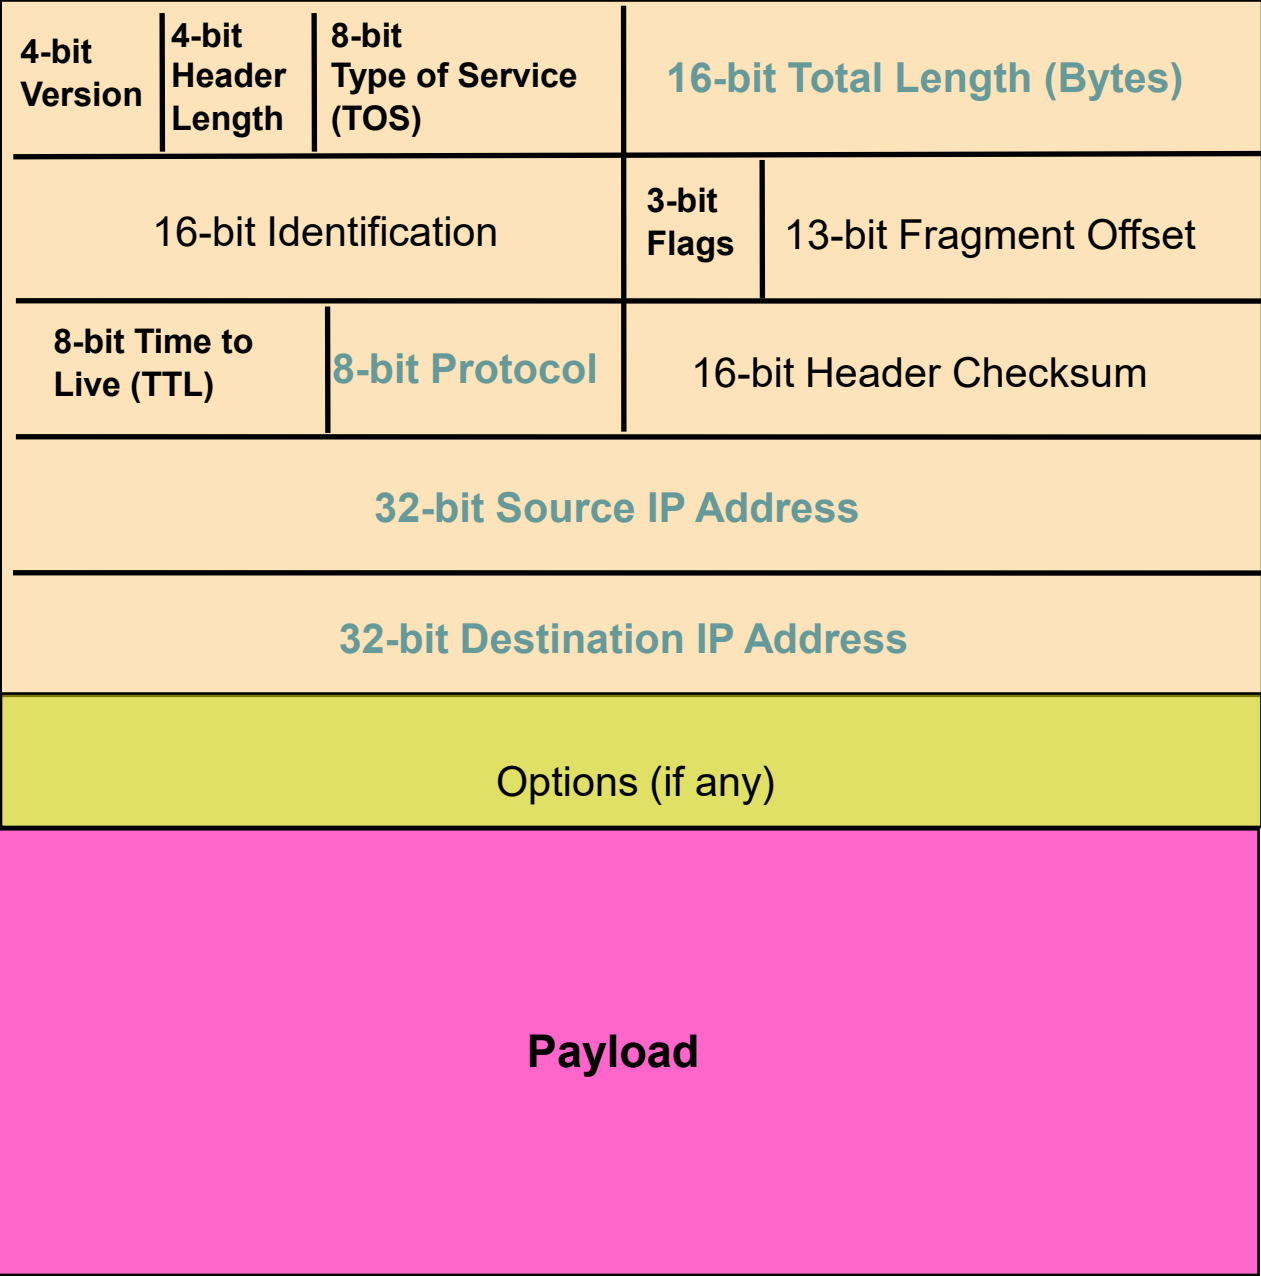 4-bit
Version
4-bit
Header
Length
8-bit
Type of Service
(TOS)
16-bit Total Length (Bytes)
16-bit Identification
3-bit
Flags
13-bit Fragment Offset
8-bit Time to
Live (TTL)
8-bit Protocol
16-bit Header Checksum
32-bit Source IP Address
32-bit Destination IP Address
Options (if any)
Payload